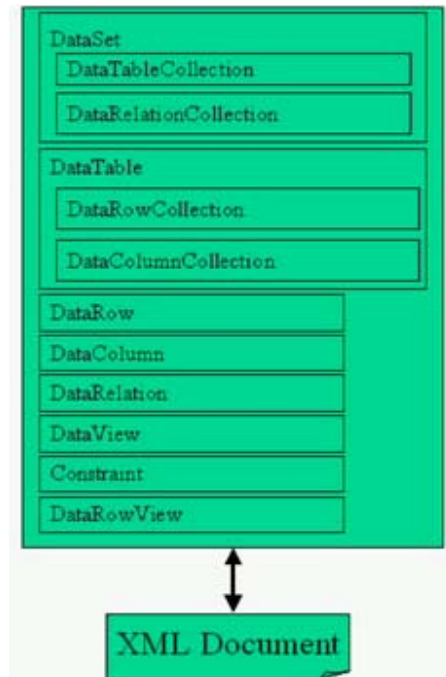 DataSet
DataTableCollection
DataRelationCollection
DataTable
DataRowCollection
DataColumnCollection
DataRow
DataColumn
DataRelation
DataView
Constraint
DataRowView
XML Document